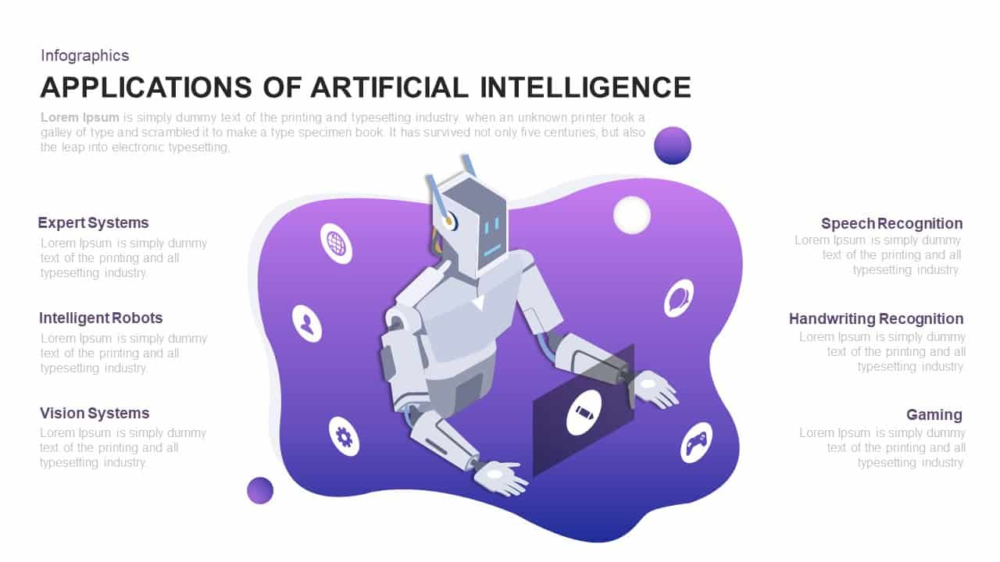 Infographics
APPLICATIONS OF ARTIFICIAL INTELLIGENCE
Lorem Ipsum is simply dummy text of the printing and typesetting industry. when an unknown printer took a
galley of type and scrambled it to make a type specimen book. It has survived not only five centuries, but also
the leap into electronic typesetting,
Expert Systems
Lorem Ipsum is simply dummy
text of the printing and all
typesetting industry.
Intelligent Robots
Lorem Ipsum is simply dummy
text of the printing and all
typesetting industry.
Vision Systems
Lorem Ipsum is simply dummy
text of the printing and all
typesetting industry.
Speech Recognition
Lorem Ipsum is simply dummy
text of the printing and all
typesetting industry.
Handwriting Recognition
Lorem Ipsum is simply dummy
text of the printing and all
typesetting industry.
Gaming
Lorem Ipsum is simply dummy
text of the printing and all
typesetting industry.